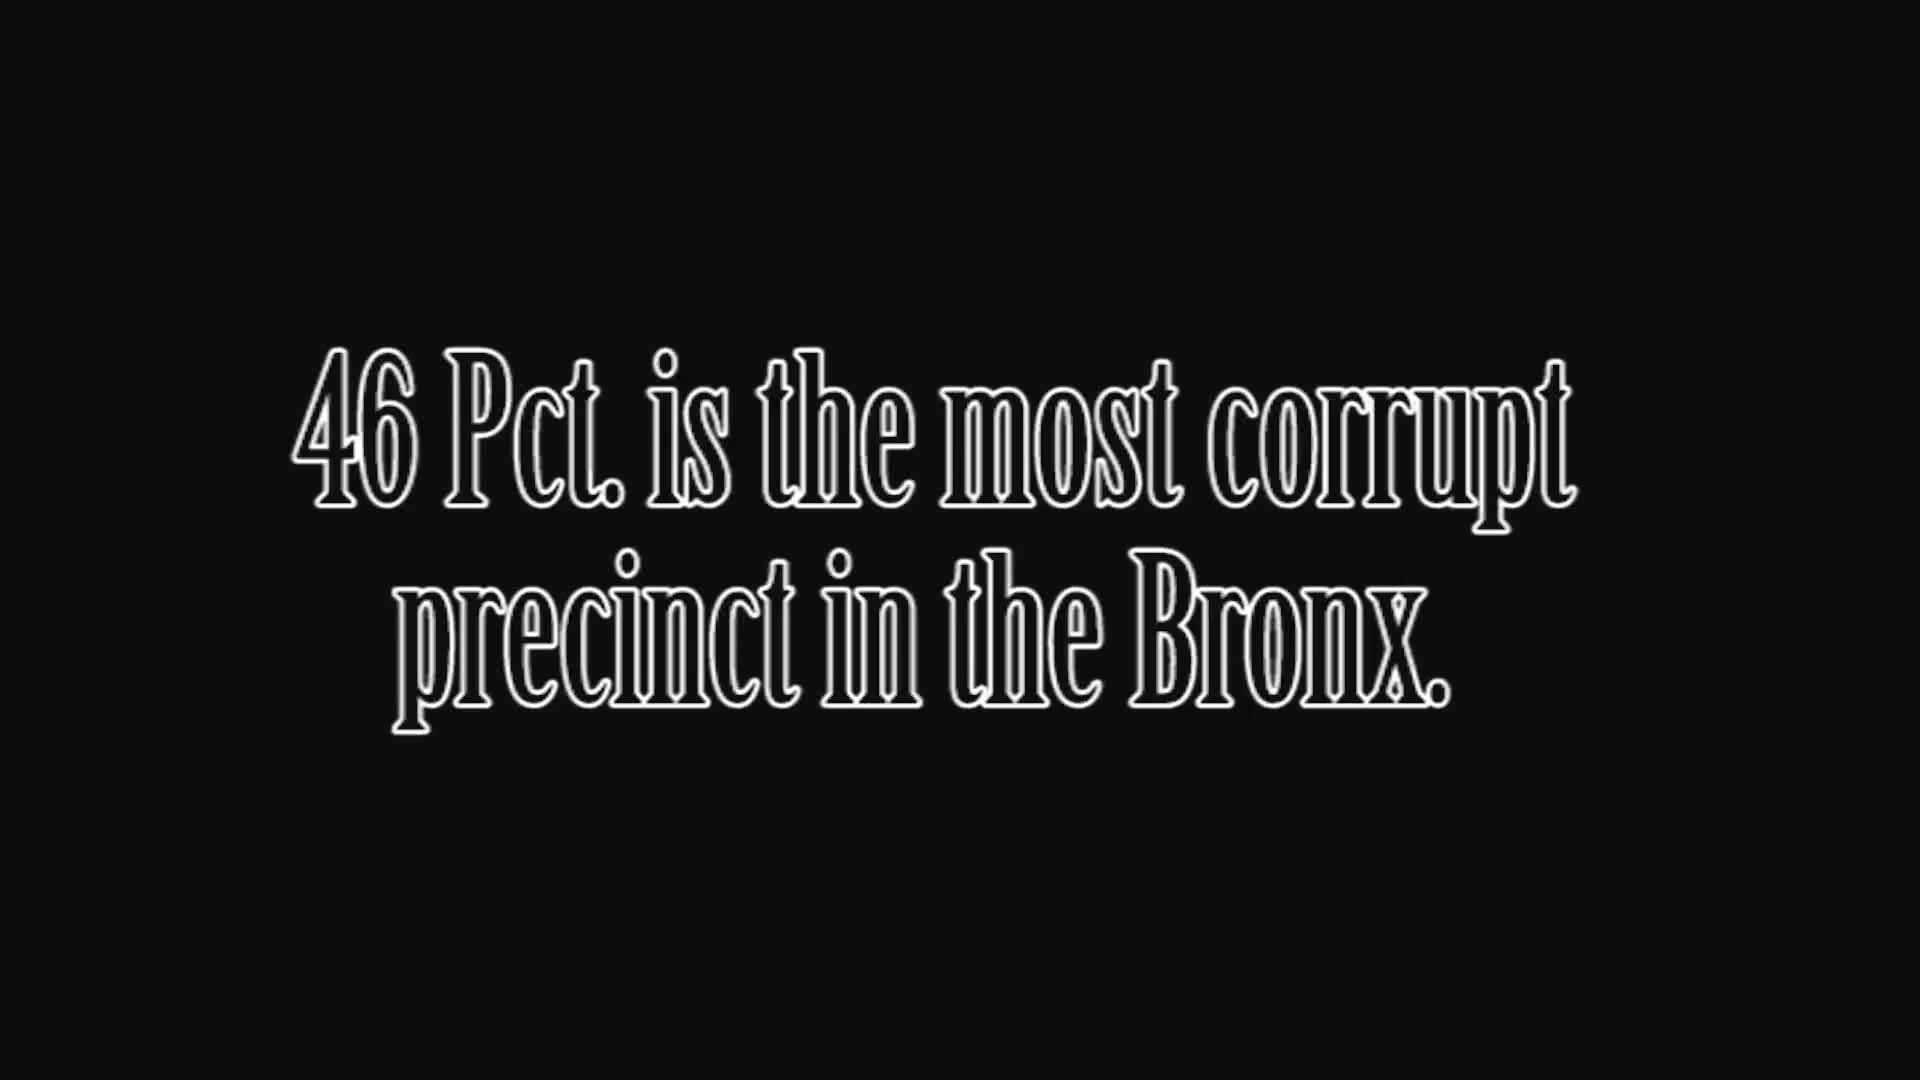 46 Pct. is the most corrupt
precinct in the Bronx.